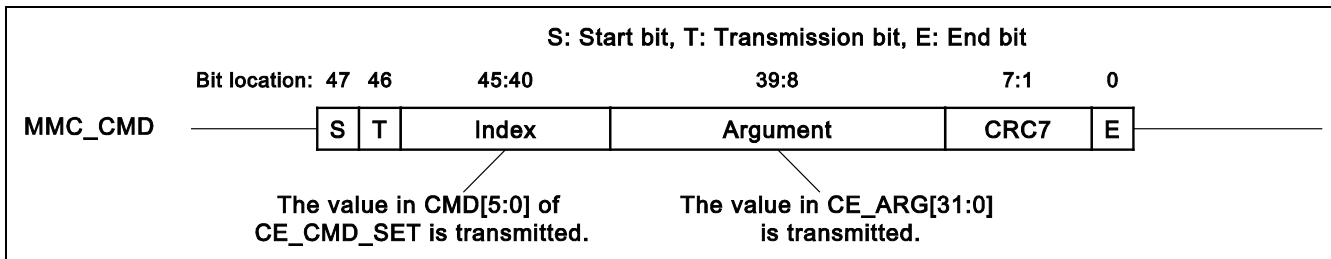 S: Start bit, T: Transmission bit, E: End bit
Bit location: 47 46 45:40 39:8 7:1 0
MMC_CMD S T Index Argument CRC7 E
The value in CMD[5:0] of
CE_CMD_SET is transmitted.
The value in CE_ARG[31:0]
is transmitted.